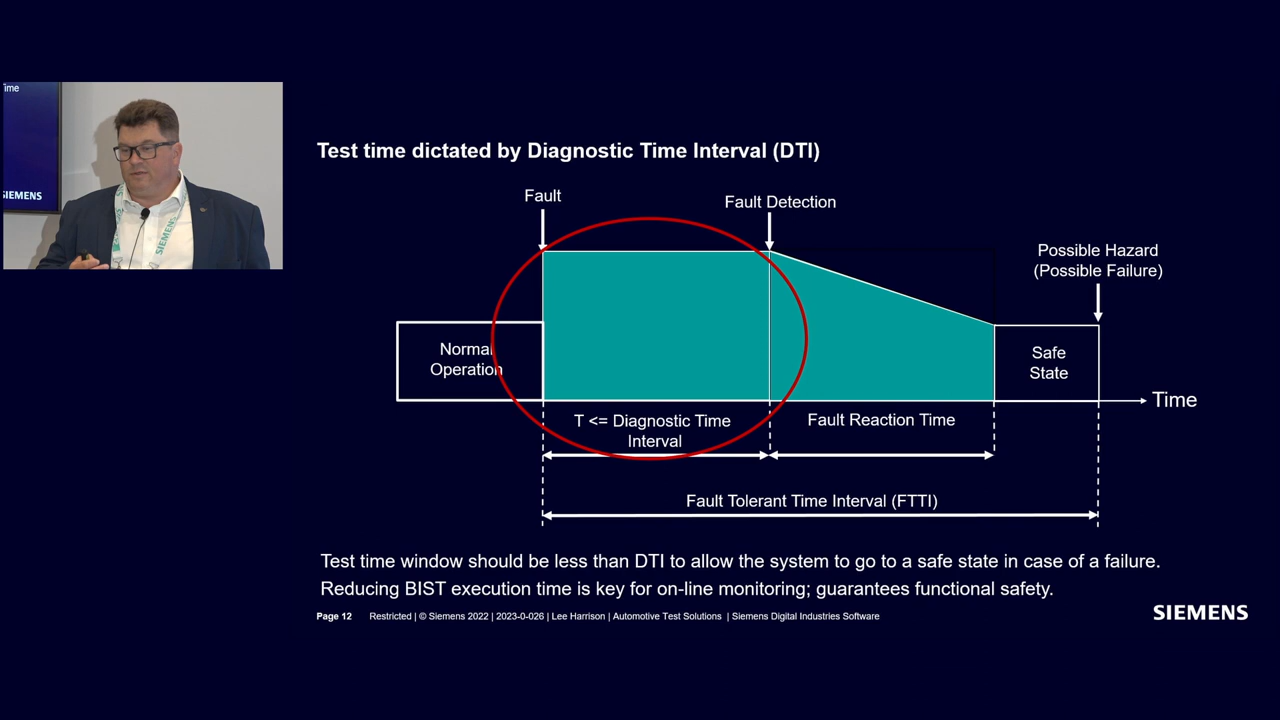 ime
SIEMENS
SIEMENS
Test time dictated by Diagnostic Time Interval (DTI)
Fault
Fault Detection
Possible Hazard
(Possible Failure)
Normal
Operation
Safe
State
Time
T <= Diagnostic Time
Interval
Fault Reaction Time
Fault Tolerant Time Interval (FTTI)
Test time window should be less than DTI to allow the system to go to a safe state in case of a failure.
Reducing BIST execution time is key for on-line monitoring; guarantees functional safety.
Page 12 Restricted | © Siemens 2022 | 2023-0-026 | Lee Harrison | Automotive Test Solutions | Siemens Digital Industries Software
SIEMENS